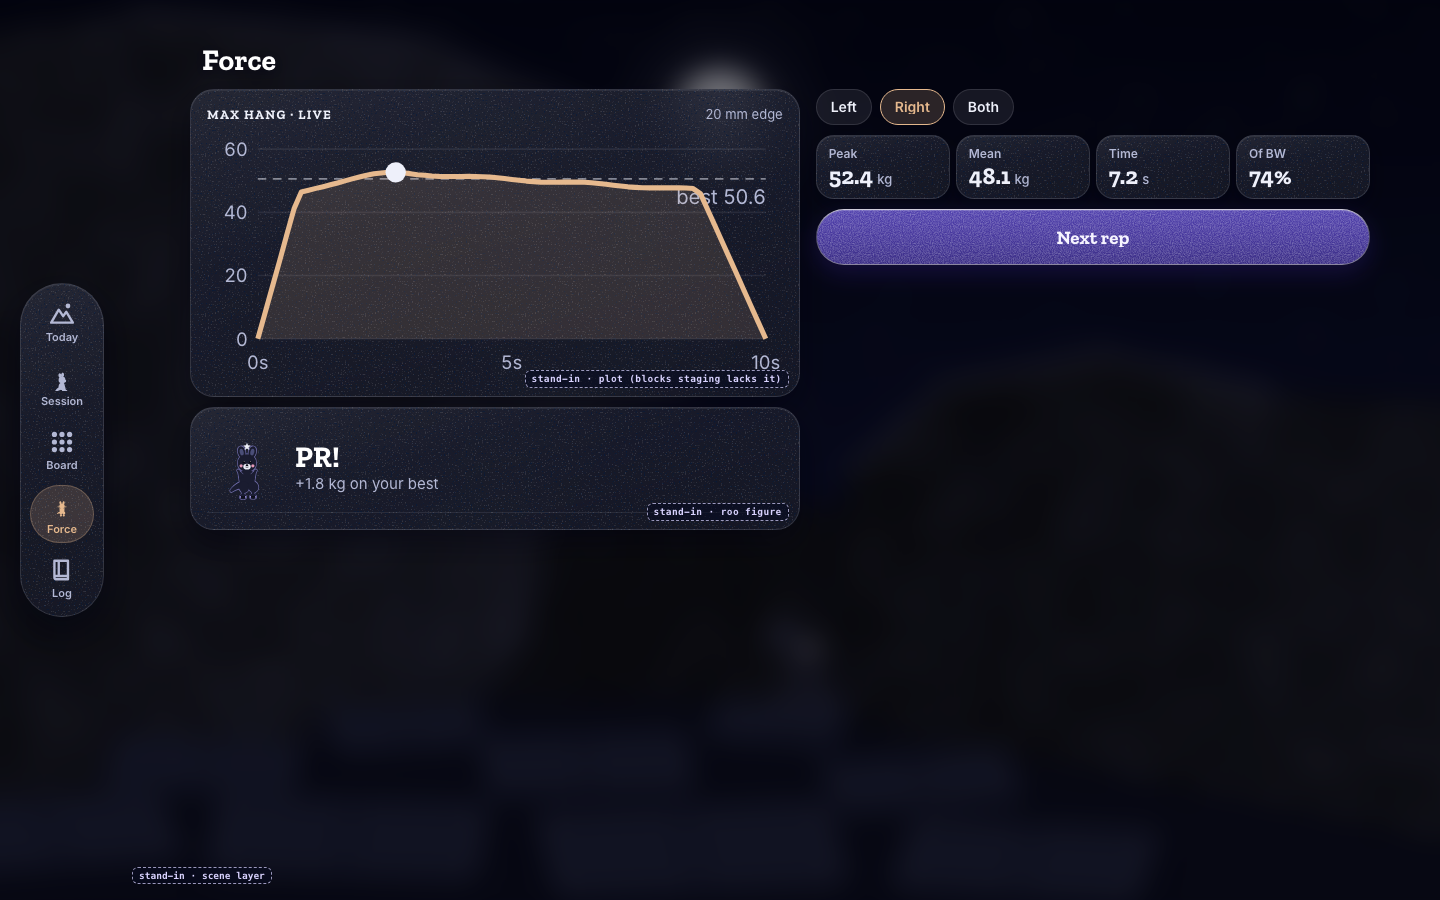 Force
MAX HANG · LIVE
20 mm edge
60
40
20
0
best 50.6
0s
5s
10s
stand-in · plot (blocks staging lacks it)
PR!
+1.8 kg on your best
stand-in · roo figure
Left
Right
Both
Peak
52.4 kg
Mean
48.1 kg
Time
7.2 s
Of BW
74%
Next rep
Today
Session
Board
Force
Log
stand-in · scene layer